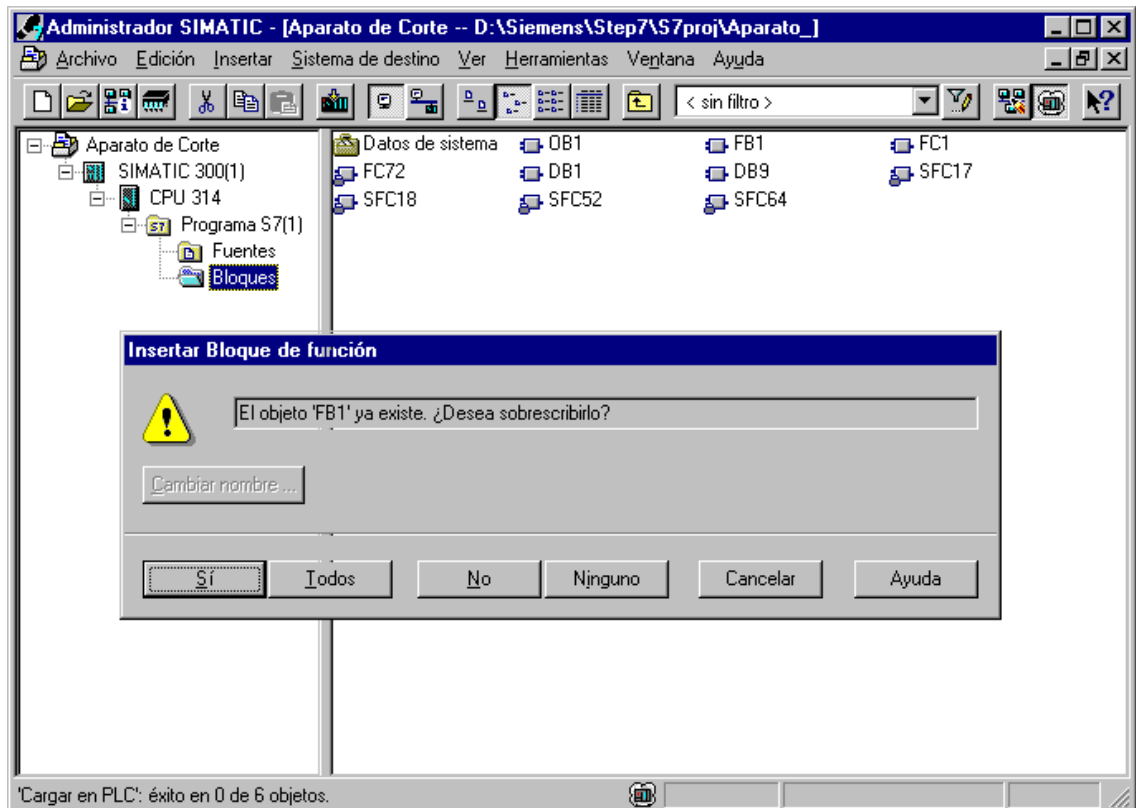 Administrador SIMATIC - [Aparato de Corte -- D:\Siemens\Step7\S7proj\Aparato_]
Archivo Edición Insertar Sistema de destino Ver Herramientas Ventana Ayuda
< sin filtro >
Aparato de Corte
SIMATIC 300(1)
CPU 314
Programa S7(1)
Fuentes
Bloques
Datos de sistema OB1 FB1 FC1
FC72 DB1 DB9 SFC17
SFC18 SFC52 SFC64
Insertar Bloque de función
El objeto 'FB1' ya existe. ¿Desea sobrescribirlo?
Cambiar nombre ...
Sí Todos No Ninguno Cancelar Ayuda
'Cargar en PLC': éxito en 0 de 6 objetos.